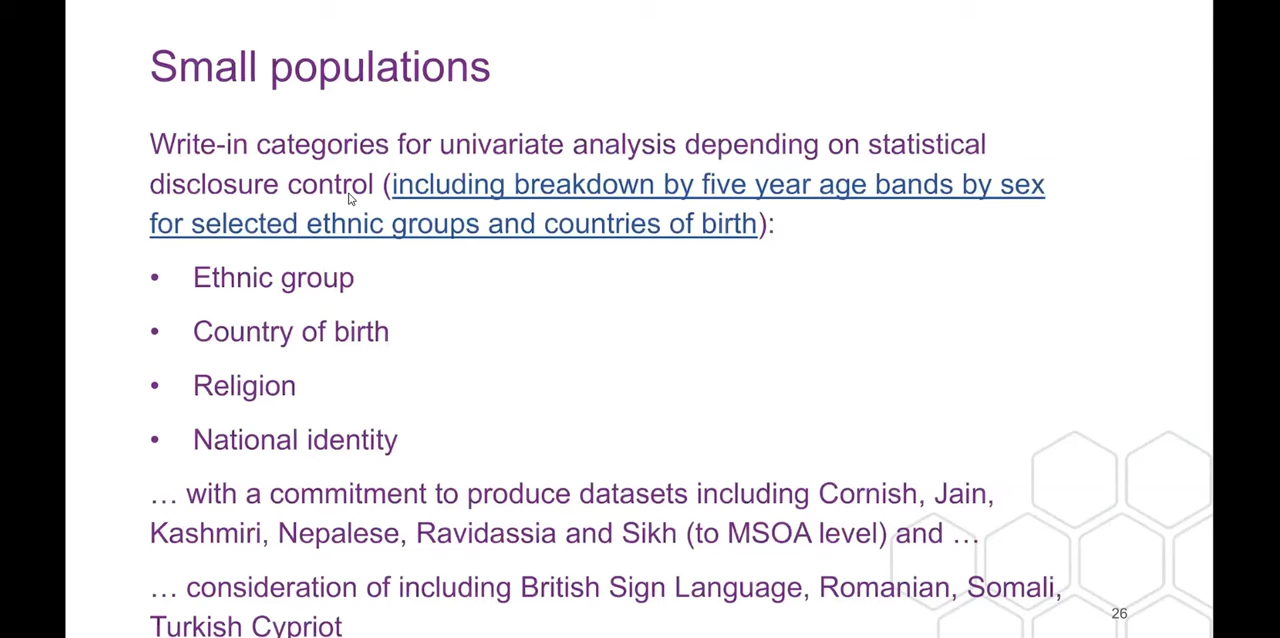 Small populations
Write-in categories for univariate analysis depending on statistical
disclosure control (including breakdown by five year age bands by sex
for selected ethnic groups and countries of birth):
• Ethnic group
• Country of birth
• Religion
• National identity
… with a commitment to produce datasets including Cornish, Jain,
Kashmiri, Nepalese, Ravidassia and Sikh (to MSOA level) and …
… consideration of including British Sign Language, Romanian, Somali,
Turkish Cypriot
26